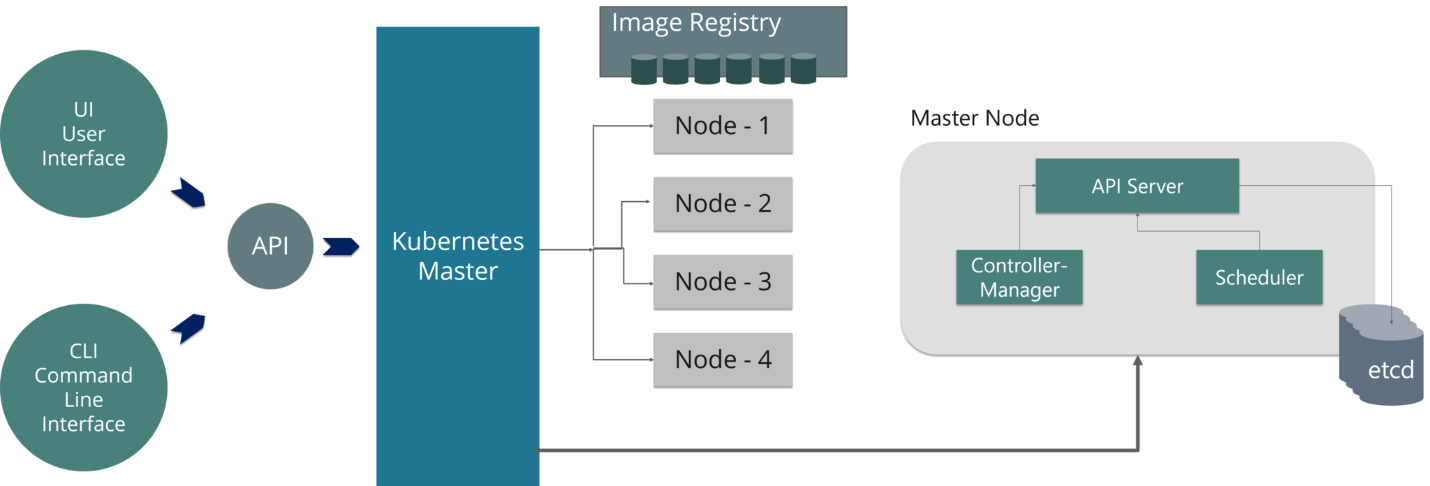 UI
User
Interface
CLI
Command
Line
Interface
API
Kubernetes
Master
Image Registry
Node - 1
Node - 2
Node - 3
Node - 4
Master Node
API Server
Controller-
Manager
Scheduler
etcd